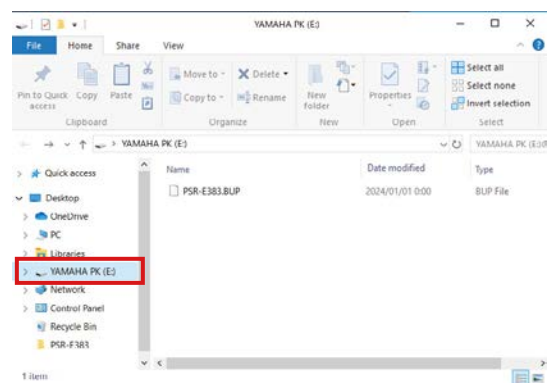 YAMAHA PK (E:)
File Home Share View
Pin to Quick access
Copy
Paste
Move to
Copy to
Delete
Rename
New folder
Properties
Select all
Select none
Invert selection
Clipboard Organize New Open Select
YAMAHA PK (E:)
YAMAHA PK (E:)
Quick access
Desktop
OneDrive
PC
Libraries
YAMAHA PK (E:)
Network
Control Panel
Recycle Bin
PSR-E383
Name Date modified Type
PSR-E383.BUP 2024/01/01 0:00 BUP File
1 item